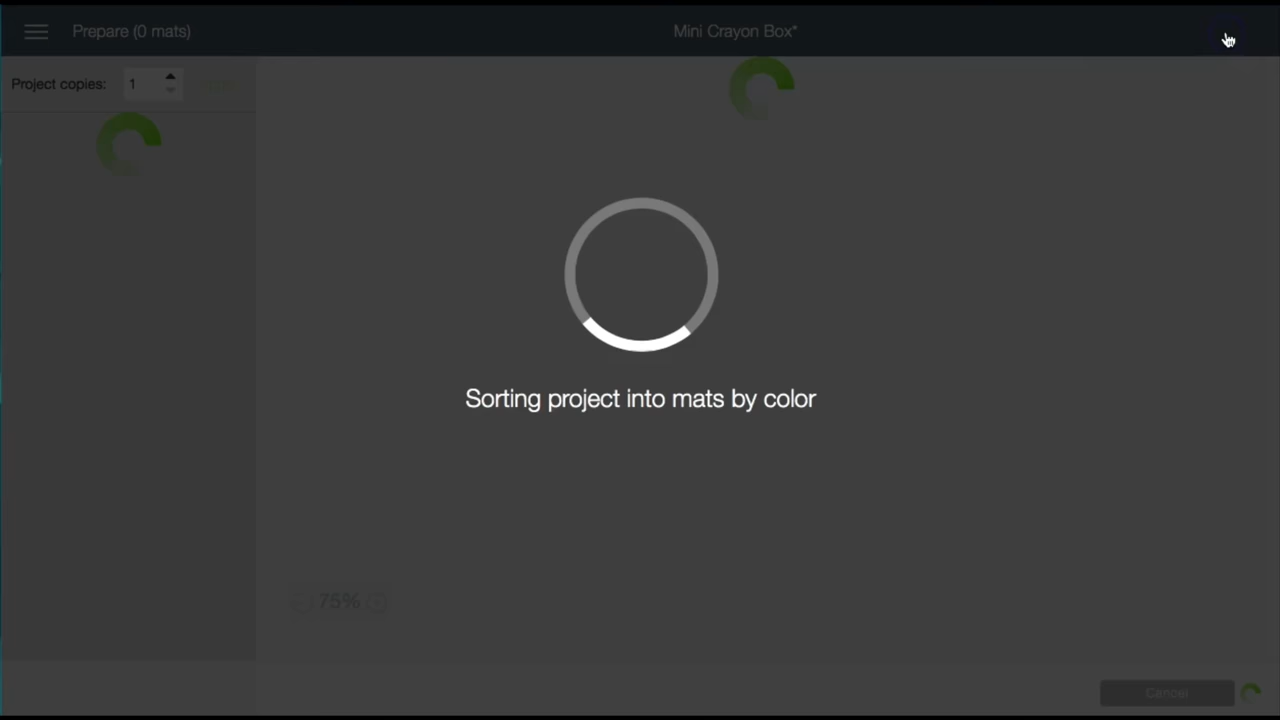 Prepare (0 mats)
Mini Crayon Box*
Project copies: 1
Sorting project into mats by color
75%
Cancel